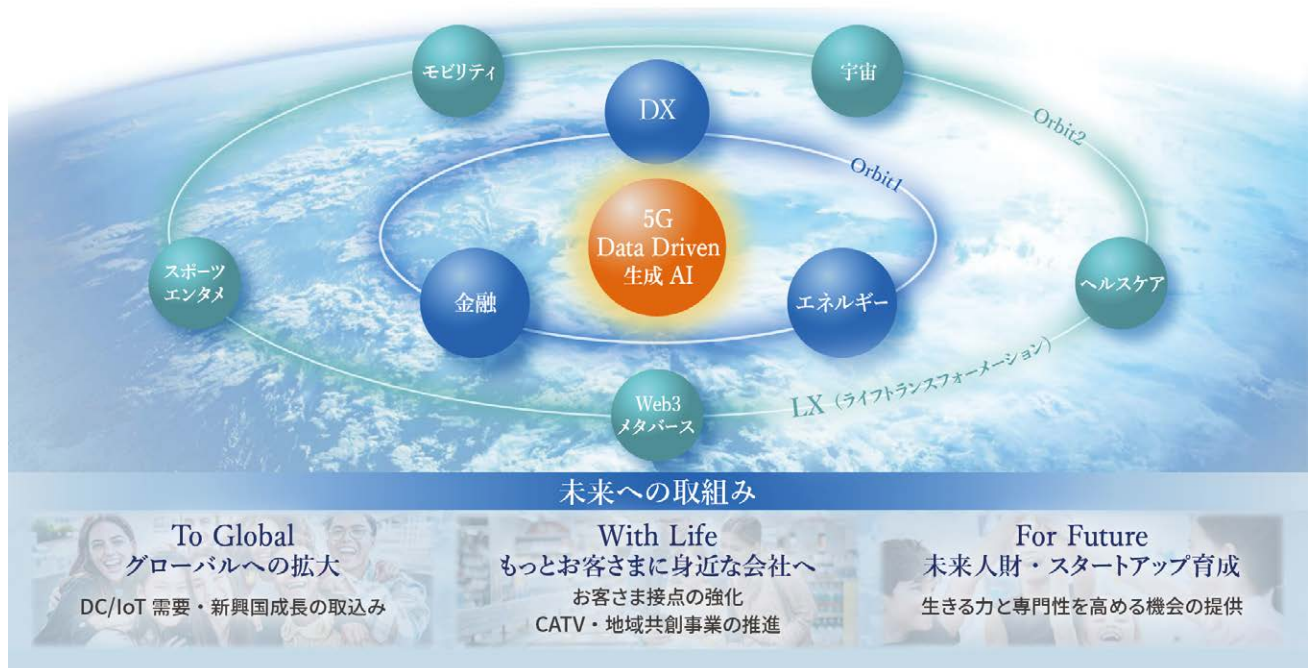 モビリティ
宇宙
DX
Orbit2
Orbit1
5G
Data Driven
生成 AI
スポーツ
エンタメ
金融
エネルギー
ヘルスケア
LX（ライフトランスフォーメーション）
Web3
メタバース
未来への取組み
To Global
グローバルへの拡大
DC/IoT 需要・新興国成長の取込み
With Life
もっとお客さまに身近な会社へ
お客さま接点の強化
CATV・地域共創事業の推進
For Future
未来人財・スタートアップ育成
生きる力と専門性を高める機会の提供